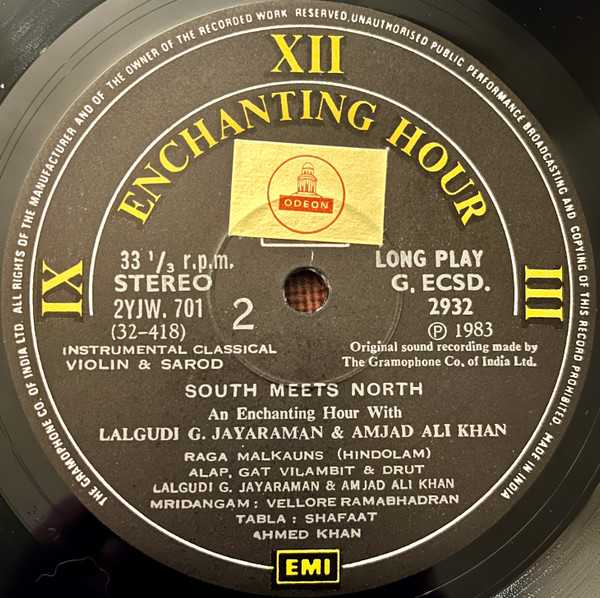 THE GRAMOPHONE CO. OF INDIA LTD. ALL RIGHTS OF THE MANUFACTURER AND OF THE OWNER OF THE RECORDED WORK RESERVED, UNAUTHORISED PUBLIC PERFORMANCE BROADCASTING AND COPYING OF THIS RECORD PROHIBITED. MADE IN INDIA
XII
ENCHANTING HOUR
ODEON
IX
III
33 1/3 r.p.m.
LONG PLAY
STEREO
G. ECSD.
2YJW. 701
2
2932
(32-418)
℗ 1983
INSTRUMENTAL CLASSICAL
Original sound recording made by
VIOLIN & SAROD
The Gramophone Co. of India Ltd.
SOUTH MEETS NORTH
An Enchanting Hour With
LALGUDI G. JAYARAMAN & AMJAD ALI KHAN
RAGA MALKAUNS (HINDOLAM)
ALAP, GAT VILAMBIT & DRUT
LALGUDI G. JAYARAMAN & AMJAD ALI KHAN
MRIDANGAM : VELLORE RAMABHADRAN
TABLA : SHAFAAT
AHMED KHAN
EMI